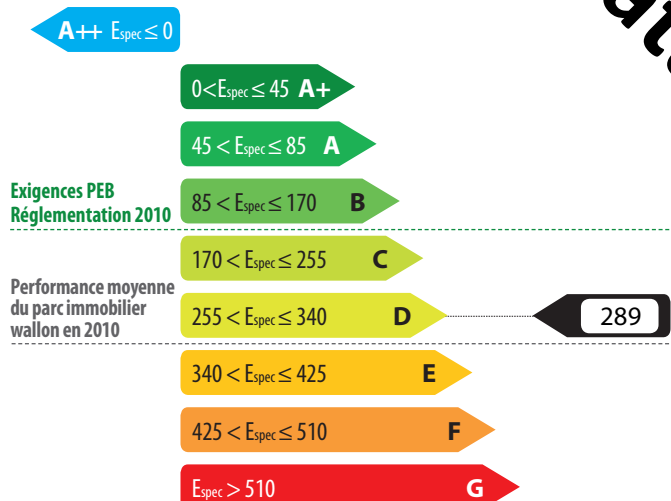 A++ Espec ≤ 0
0<Espec ≤ 45 A+
45 < Espec ≤ 85 A
Exigences PEB
Réglementation 2010
85 < Espec ≤ 170 B
170 < Espec ≤ 255 C
Performance moyenne
du parc immobilier
wallon en 2010
255 < Espec ≤ 340 D
289
340 < Espec ≤ 425 E
425 < Espec ≤ 510 F
Espec > 510 G